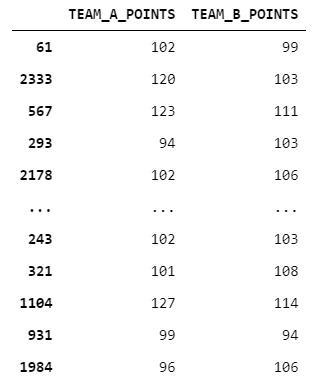 TEAM_A_POINTS TEAM_B_POINTS
61 102 99
2333 120 103
567 123 111
293 94 103
2178 102 106
... ... ...
243 102 103
321 101 108
1104 127 114
931 99 94
1984 96 106